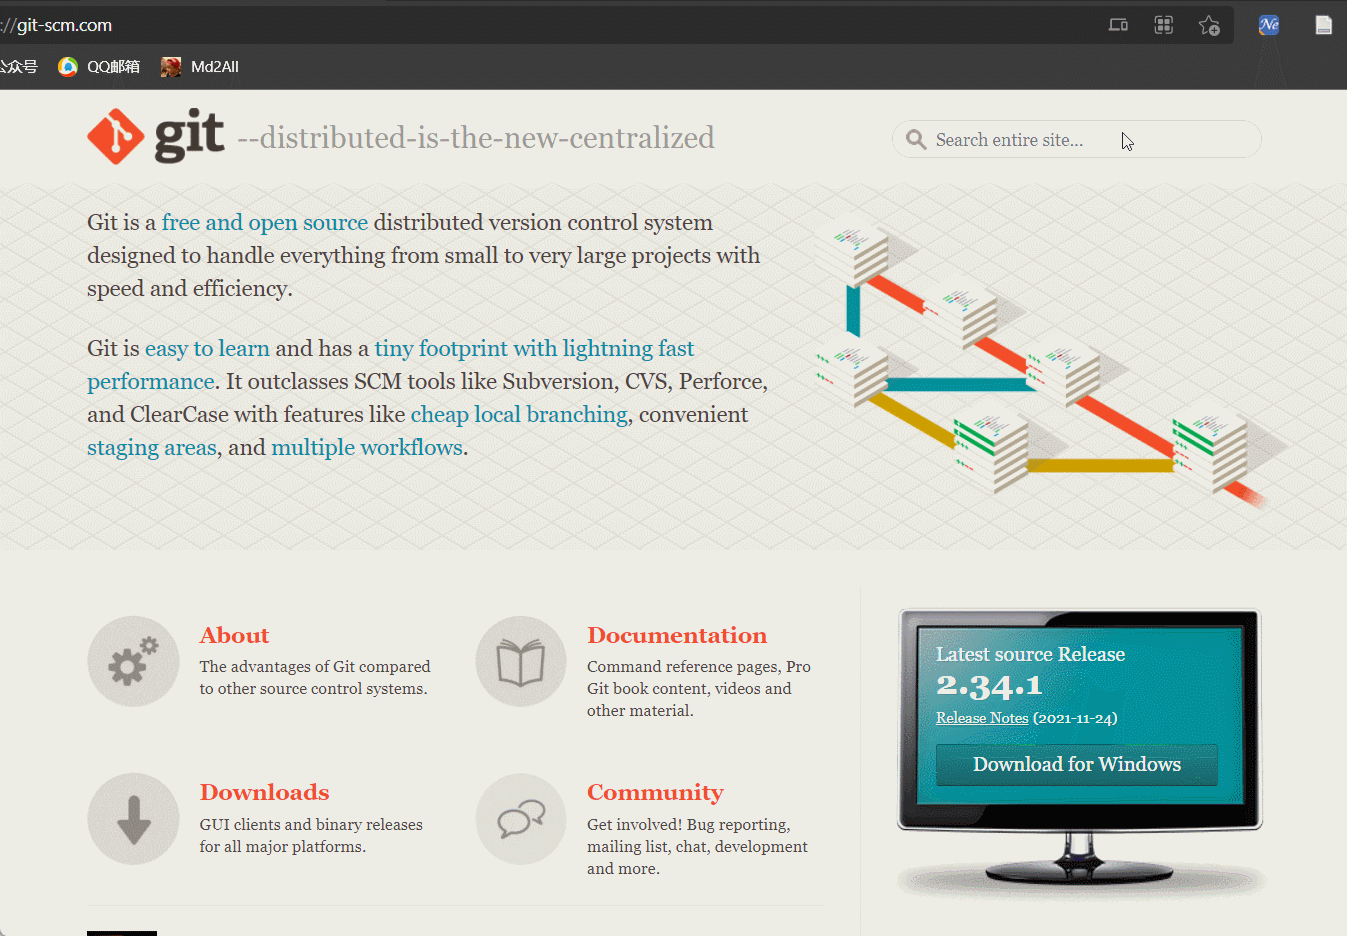 ://git-scm.com
公众号 QQ邮箱 Md2All
git --distributed-is-the-new-centralized
Search entire site...
Git is a free and open source distributed version control system
designed to handle everything from small to very large projects with
speed and efficiency.
Git is easy to learn and has a tiny footprint with lightning fast
performance. It outclasses SCM tools like Subversion, CVS, Perforce,
and ClearCase with features like cheap local branching, convenient
staging areas, and multiple workflows.
About
The advantages of Git compared
to other source control systems.
Documentation
Command reference pages, Pro
Git book content, videos and
other material.
Downloads
GUI clients and binary releases
for all major platforms.
Community
Get involved! Bug reporting,
mailing list, chat, development
and more.
Latest source Release
2.34.1
Release Notes (2021-11-24)
Download for Windows